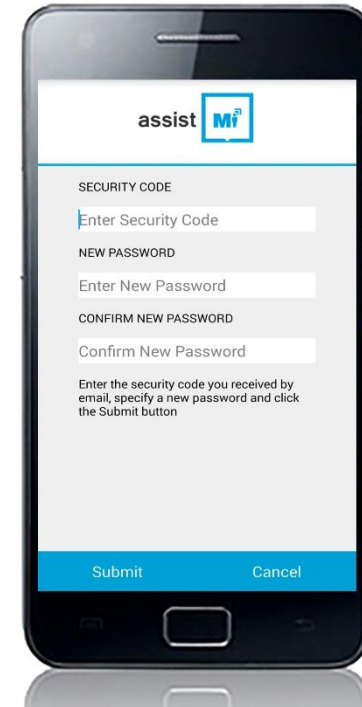 assist Mi
SECURITY CODE
Enter Security Code
NEW PASSWORD
Enter New Password
CONFIRM NEW PASSWORD
Confirm New Password
Enter the security code you received by
email, specify a new password and click
the Submit button
Submit Cancel